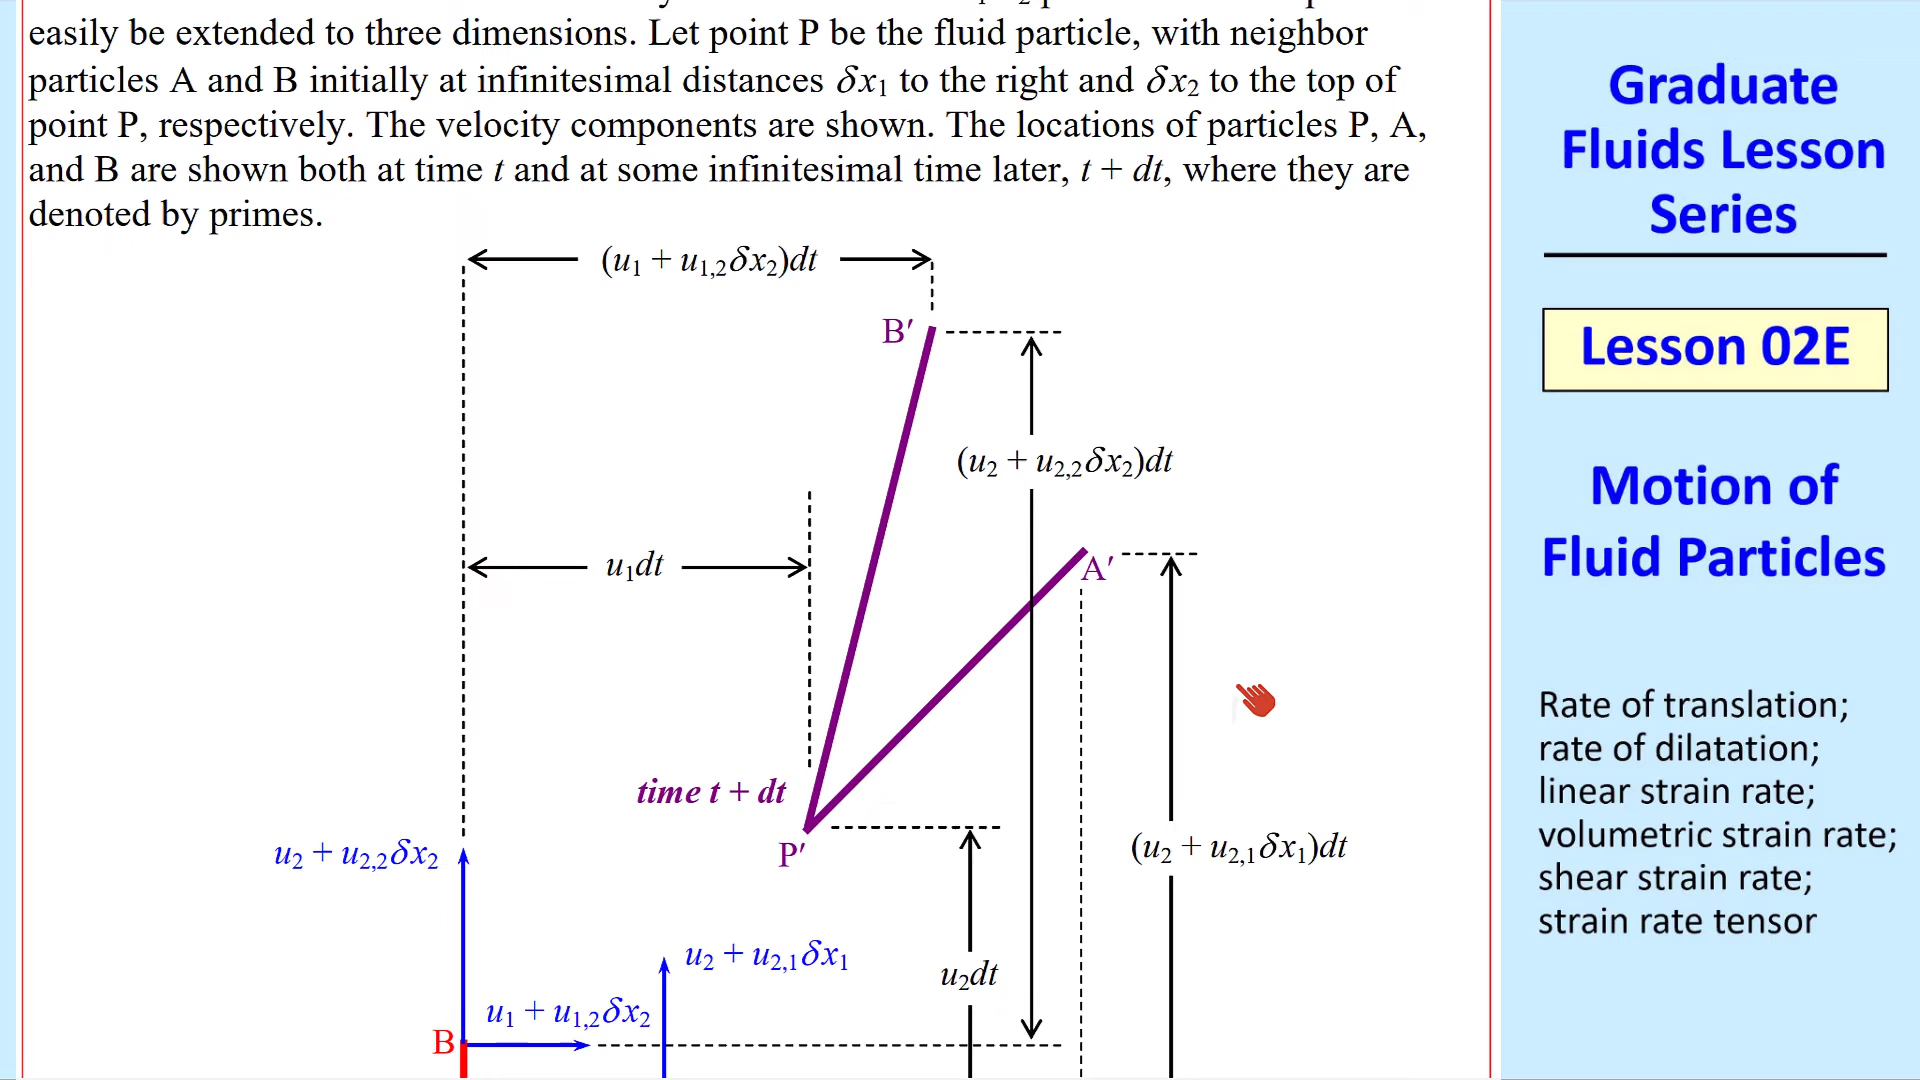 easily be extended to three dimensions. Let point P be the fluid particle, with neighbor
particles A and B initially at infinitesimal distances δx₁ to the right and δx₂ to the top of
point P, respectively. The velocity components are shown. The locations of particles P, A,
and B are shown both at time t and at some infinitesimal time later, t + dt, where they are
denoted by primes.
(u₁ + u₁,₂δx₂)dt
B′
(u₂ + u₂,₂δx₂)dt
u₁dt
A′
time t + dt
P′
(u₂ + u₂,₁δx₁)dt
u₂ + u₂,₂δx₂
u₂ + u₂,₁δx₁
u₂dt
u₁ + u₁,₂δx₂
B
Graduate
Fluids Lesson
Series
Lesson 02E
Motion of
Fluid Particles
Rate of translation;
rate of dilatation;
linear strain rate;
volumetric strain rate;
shear strain rate;
strain rate tensor